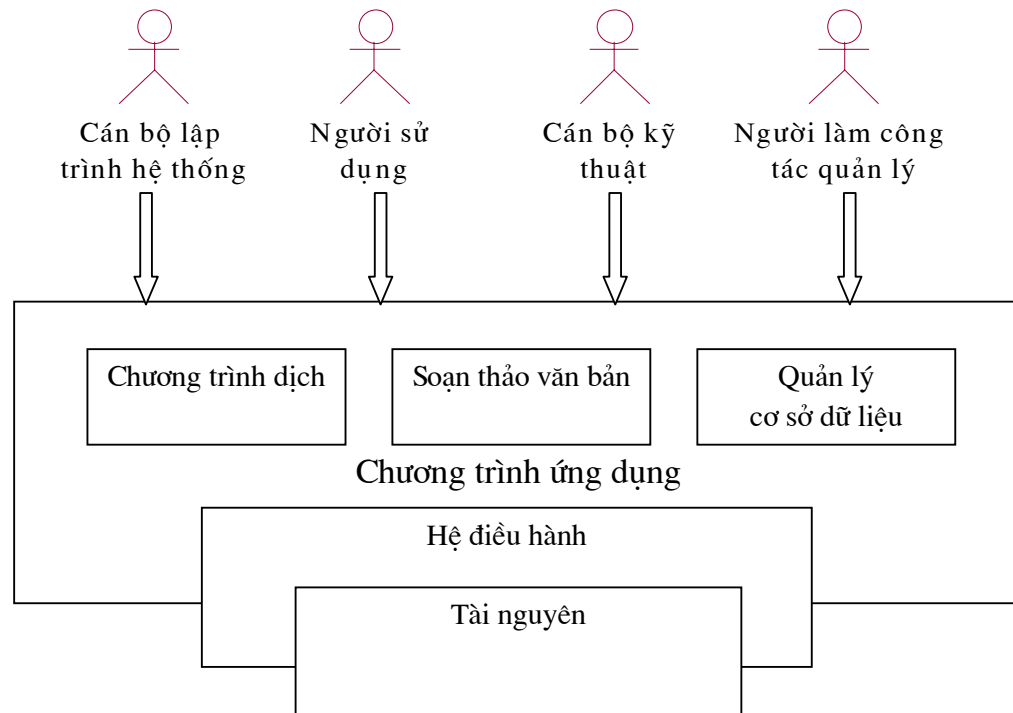 Cán bộ lập
trình hệ thống
Người sử
dụng
Cán bộ kỹ
thuật
Người làm công
tác quản lý
Chương trình dịch
Soạn thảo văn bản
Quản lý
cơ sở dữ liệu
Chương trình ứng dụng
Hệ điều hành
Tài nguyên